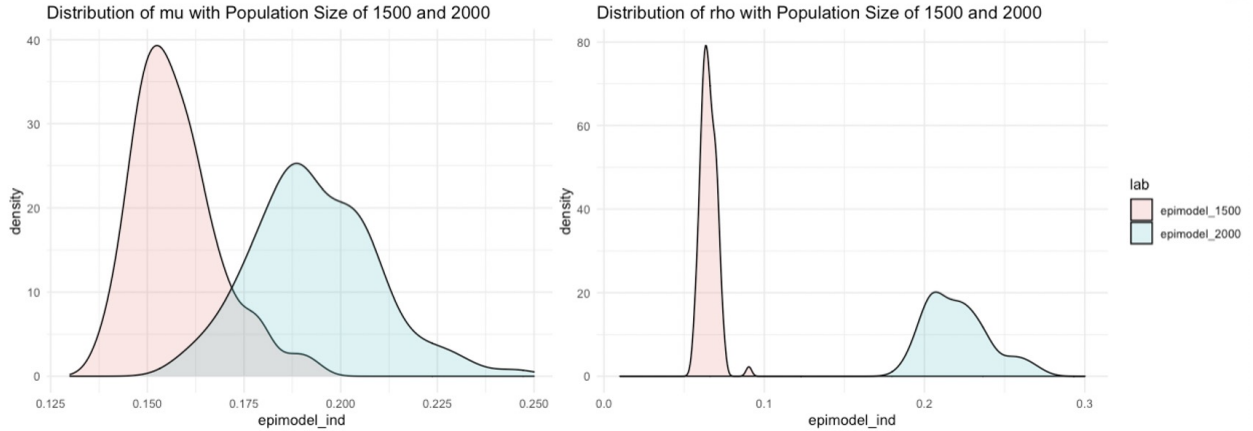 Distribution of mu with Population Size of 1500 and 2000
40
30
20
10
0
density
0.125 0.150 0.175 0.200 0.225 0.250
epimodel_ind
Distribution of rho with Population Size of 1500 and 2000
80
60
40
20
0
density
0.0 0.1 0.2 0.3
epimodel_ind
lab
epimodel_1500
epimodel_2000